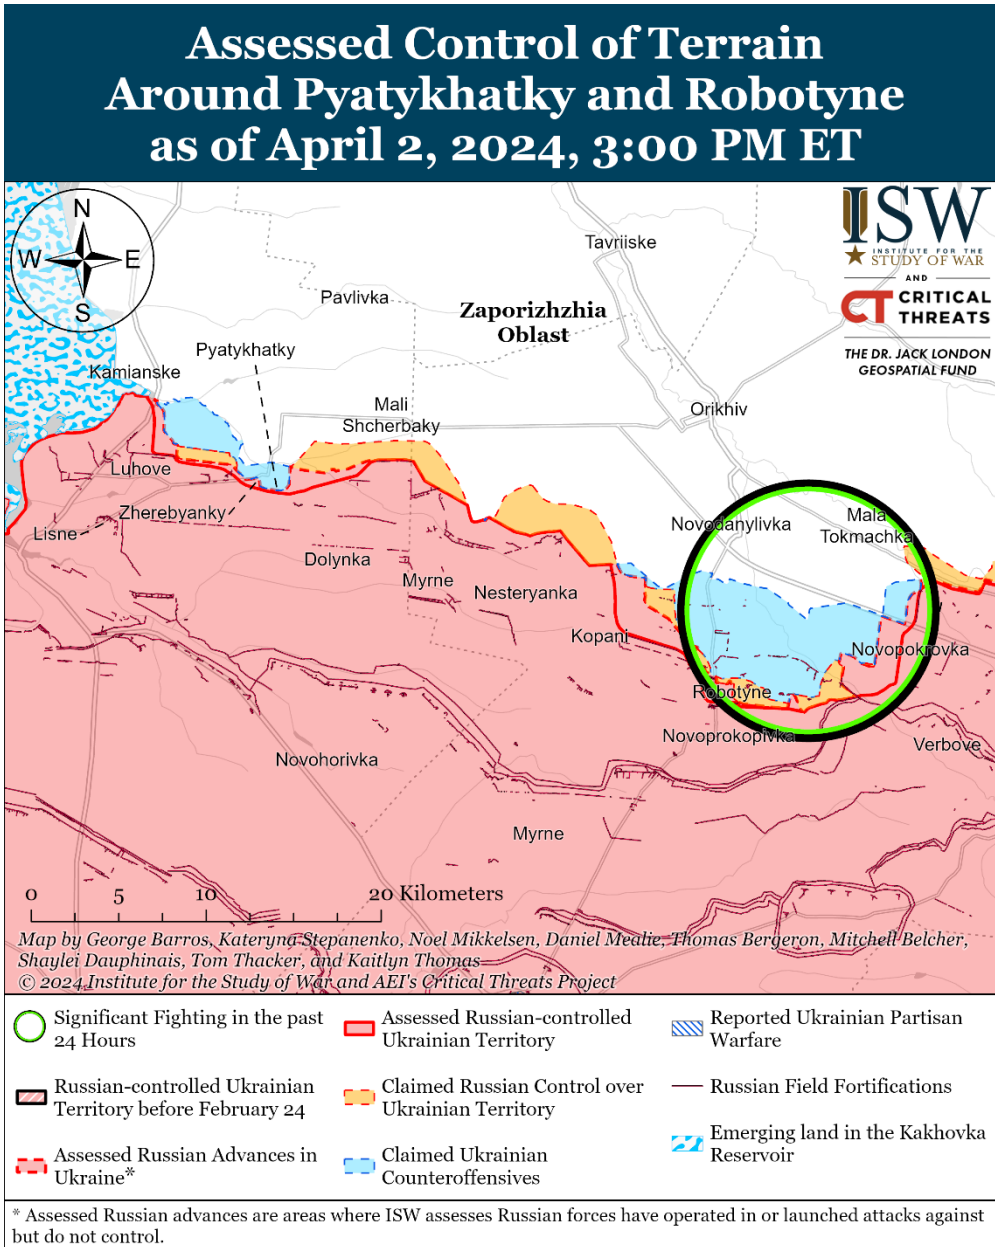 Assessed Control of Terrain
Around Pyatykhatky and Robotyne
as of April 2, 2024, 3:00 PM ET
N
W
E
S
ISW
INSTITUTE FOR THE
STUDY OF WAR
AND
CT CRITICAL
THREATS
THE DR. JACK LONDON
GEOSPATIAL FUND
Tavriiske
Pavlivka
Zaporizhzhia
Oblast
Pyatykhatky
Kamianske
Mali
Shcherbaky
Orikhiv
Luhove
Zherebyanky
Lisne
Novodanylivka
Mala
Tokmachka
Dolynka
Myrne
Nesteryanka
Kopani
Novopokrovka
Robotyne
Novoprokopivka
Verbove
Novohorivka
Myrne
0 5 10 20 Kilometers
Map by George Barros, Kateryna Stepanenko, Noel Mikkelsen, Daniel Mealie, Thomas Bergeron, Mitchell Belcher,
Shaylei Dauphinais, Tom Thacker, and Kaitlyn Thomas
© 2024 Institute for the Study of War and AEI's Critical Threats Project
Significant Fighting in the past
24 Hours
Russian-controlled Ukrainian
Territory before February 24
Assessed Russian Advances in
Ukraine*
Assessed Russian-controlled
Ukrainian Territory
Claimed Russian Control over
Ukrainian Territory
Claimed Ukrainian
Counteroffensives
Reported Ukrainian Partisan
Warfare
Russian Field Fortifications
Emerging land in the Kakhovka
Reservoir
* Assessed Russian advances are areas where ISW assesses Russian forces have operated in or launched attacks against
but do not control.